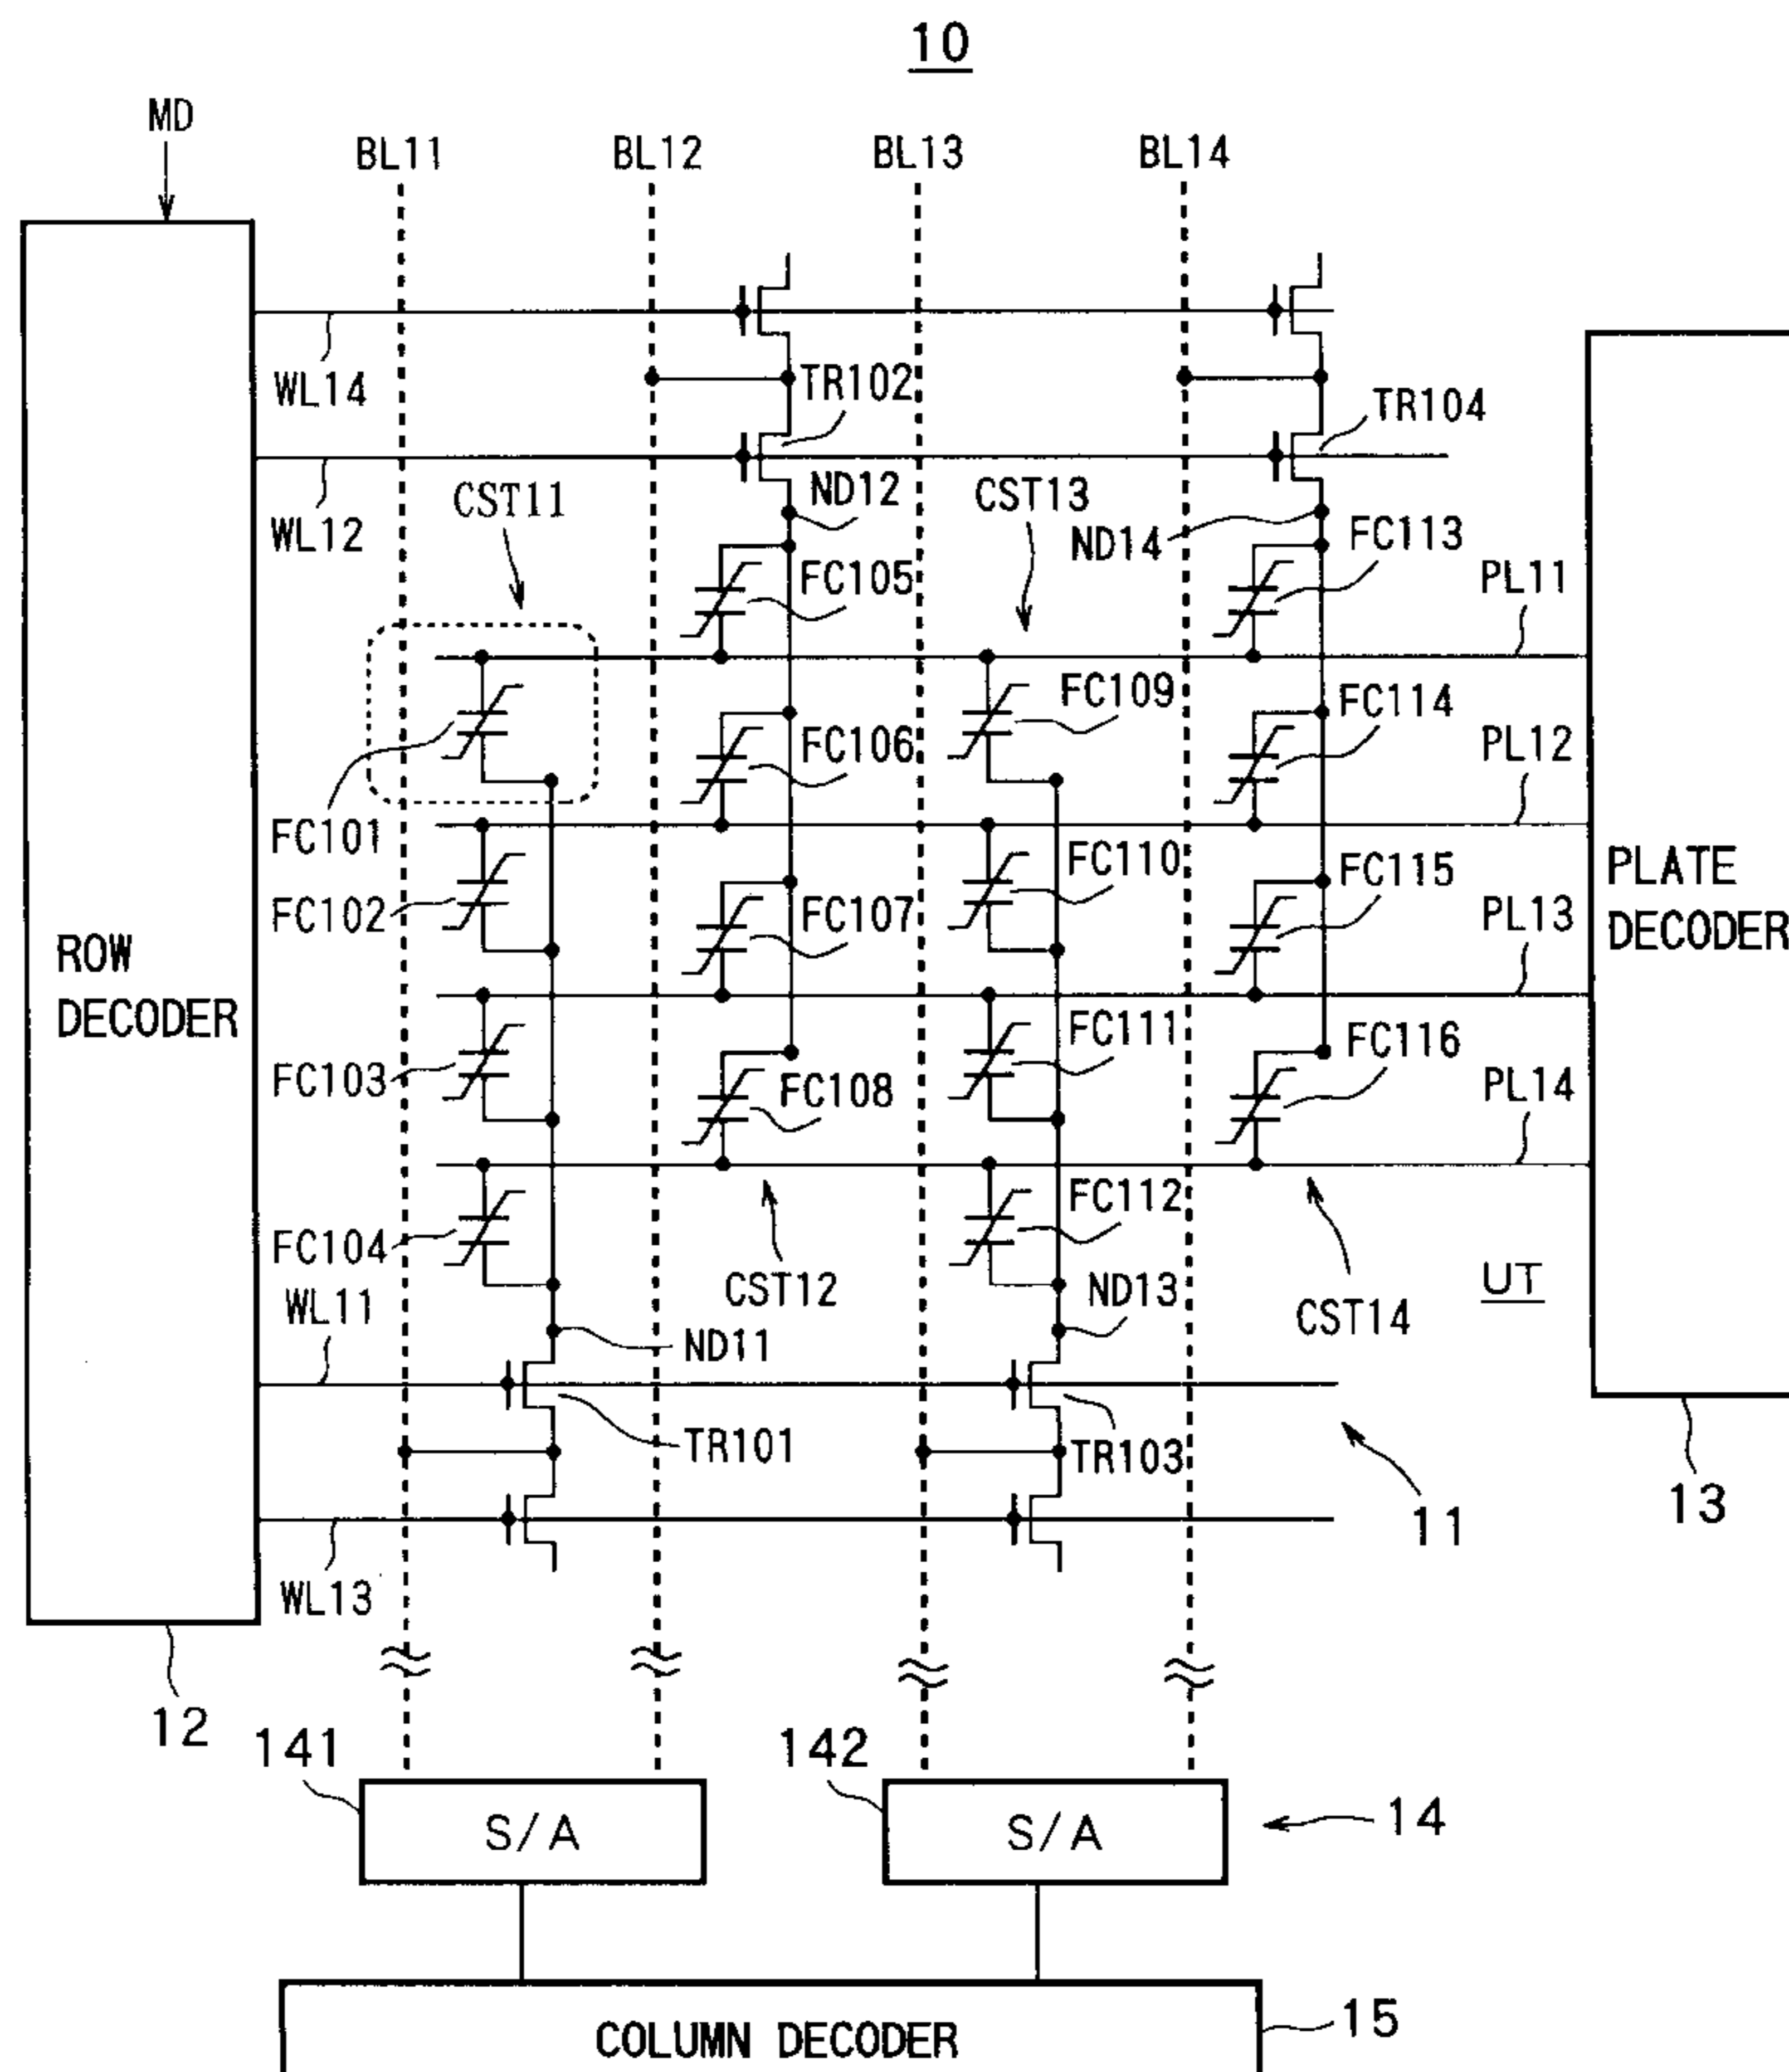 10
MD
BL11
BL12
BL13
BL14
WL14
TR102
TR104
WL12
CST11
ND12
CST13
ND14
FC113
FC105
PL11
FC109
FC114
FC106
PL12
FC101
FC110
FC115
PLATE
DECODER
FC102
FC107
PL13
ROW
DECODER
FC111
FC116
FC103
FC108
PL14
FC112
FC104
CST12
ND13
UT
WL11
CST14
ND11
TR101
TR103
11
13
WL13
12
141
142
S/A
S/A
14
15
COLUMN DECODER